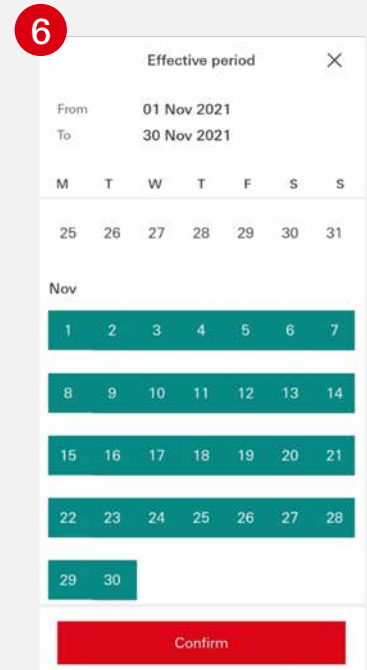 6
Effective period
From 01 Nov 2021
To 30 Nov 2021
M T W T F S S
25 26 27 28 29 30 31
Nov
1 2 3 4 5 6 7
8 9 10 11 12 13 14
15 16 17 18 19 20 21
22 23 24 25 26 27 28
29 30
Confirm